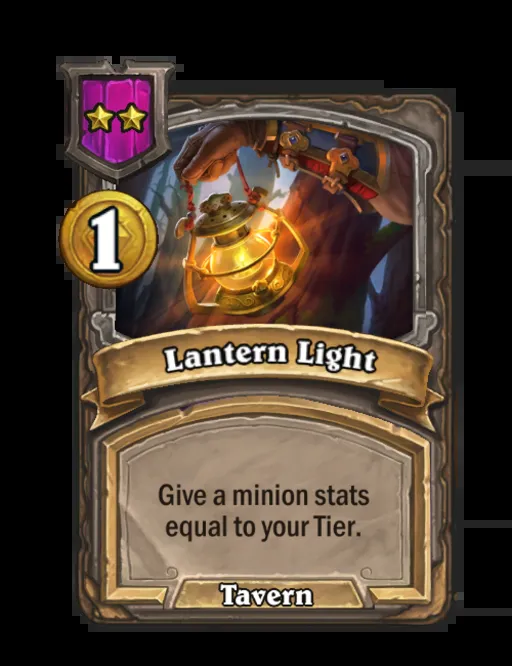 1
Lantern Light
Give a minion stats
equal to your Tier.
Tavern